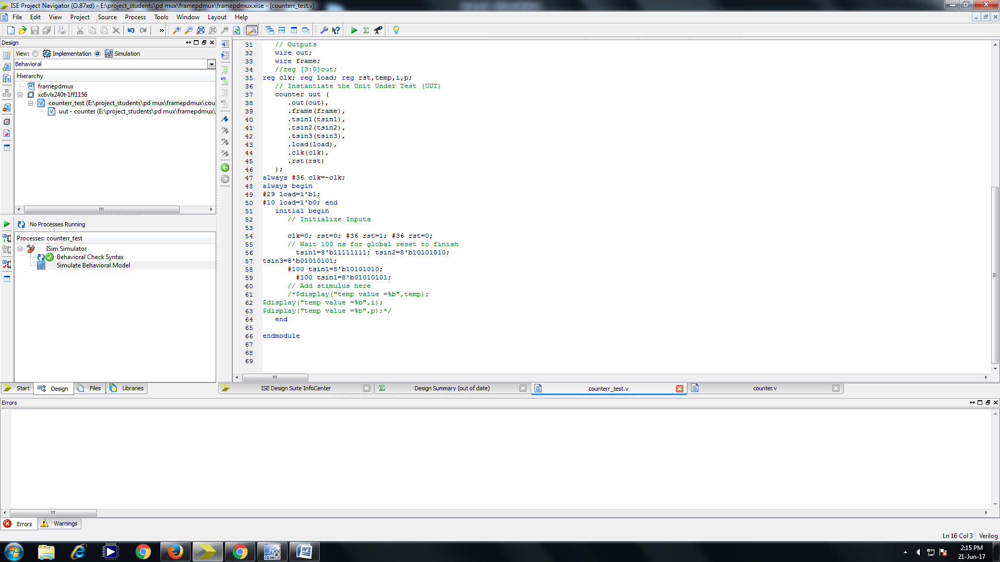 ISE Project Navigator (O.87xd) - E:\project_students\pd mux\framepdmux\framepdmux.xise - [counterr_test.v]
File Edit View Project Source Process Tools Window Layout Help
Design
View: Implementation Simulation
Behavioral
Hierarchy
framepdmux
xc6vlx240t-1ff1156
counterr_test (E:\project_students\pd mux\framepdmux\cou
uut - counter (E:\project_students\pd mux\framepdmux\
No Processes Running
Processes: counterr_test
ISim Simulator
Behavioral Check Syntax
Simulate Behavioral Model
Start Design Files Libraries
31 // Outputs
32 wire out;
33 wire frame;
34 //reg [3:0]out;
35 reg clk; reg load; reg rst,temp,i,p;
36 // Instantiate the Unit Under Test (UUT)
37 counter uut (
38 .out(out),
39 .frame(frame),
40 .tsin1(tsin1),
41 .tsin2(tsin2),
42 .tsin3(tsin3),
43 .load(load),
44 .clk(clk),
45 .rst(rst)
46 );
47 always #36 clk=~clk;
48 always begin
49 #29 load=1'b1;
50 #10 load=1'b0; end
51 initial begin
52 // Initialize Inputs
53
54 clk=0; rst=0; #36 rst=1; #36 rst=0;
55 // Wait 100 ns for global reset to finish
56 tsin1=8'b11111111; tsin2=8'b10101010;
57 tsin3=8'b01010101;
58 #100 tsin1=8'b10101010;
59 #100 tsin1=8'b01010101;
60 // Add stimulus here
61 /*$display("temp value =%b",temp);
62 $display("temp value =%b",i);
63 $display("temp value =%b",p);*/
64 end
65
66 endmodule
67
68
69
ISE Design Suite InfoCenter Design Summary (out of date) counterr_test.v counter.v
Errors
Errors Warnings
Ln 16 Col 3 Verilog
ISim
2:15 PM
21-Jun-17